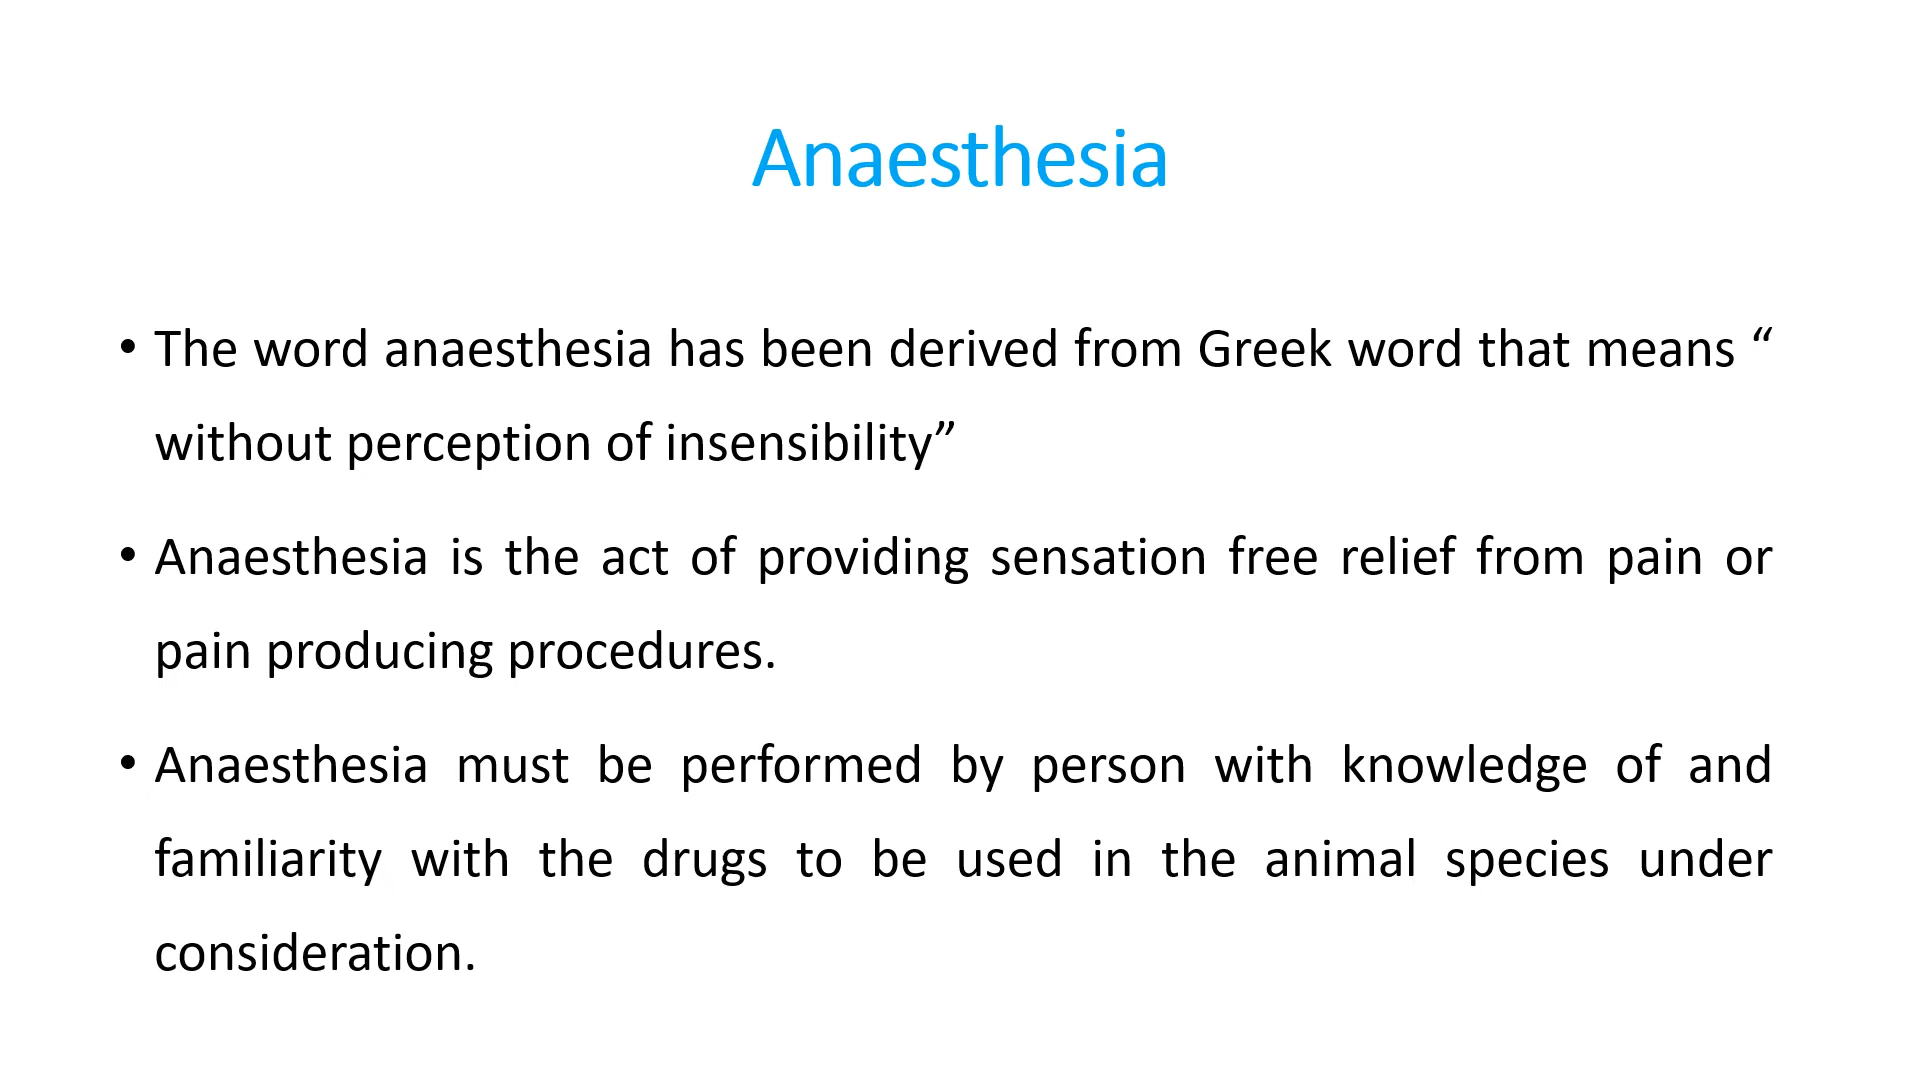 Anaesthesia
• The word anaesthesia has been derived from Greek word that means “
without perception of insensibility”
• Anaesthesia is the act of providing sensation free relief from pain or
pain producing procedures.
• Anaesthesia must be performed by person with knowledge of and
familiarity with the drugs to be used in the animal species under
consideration.